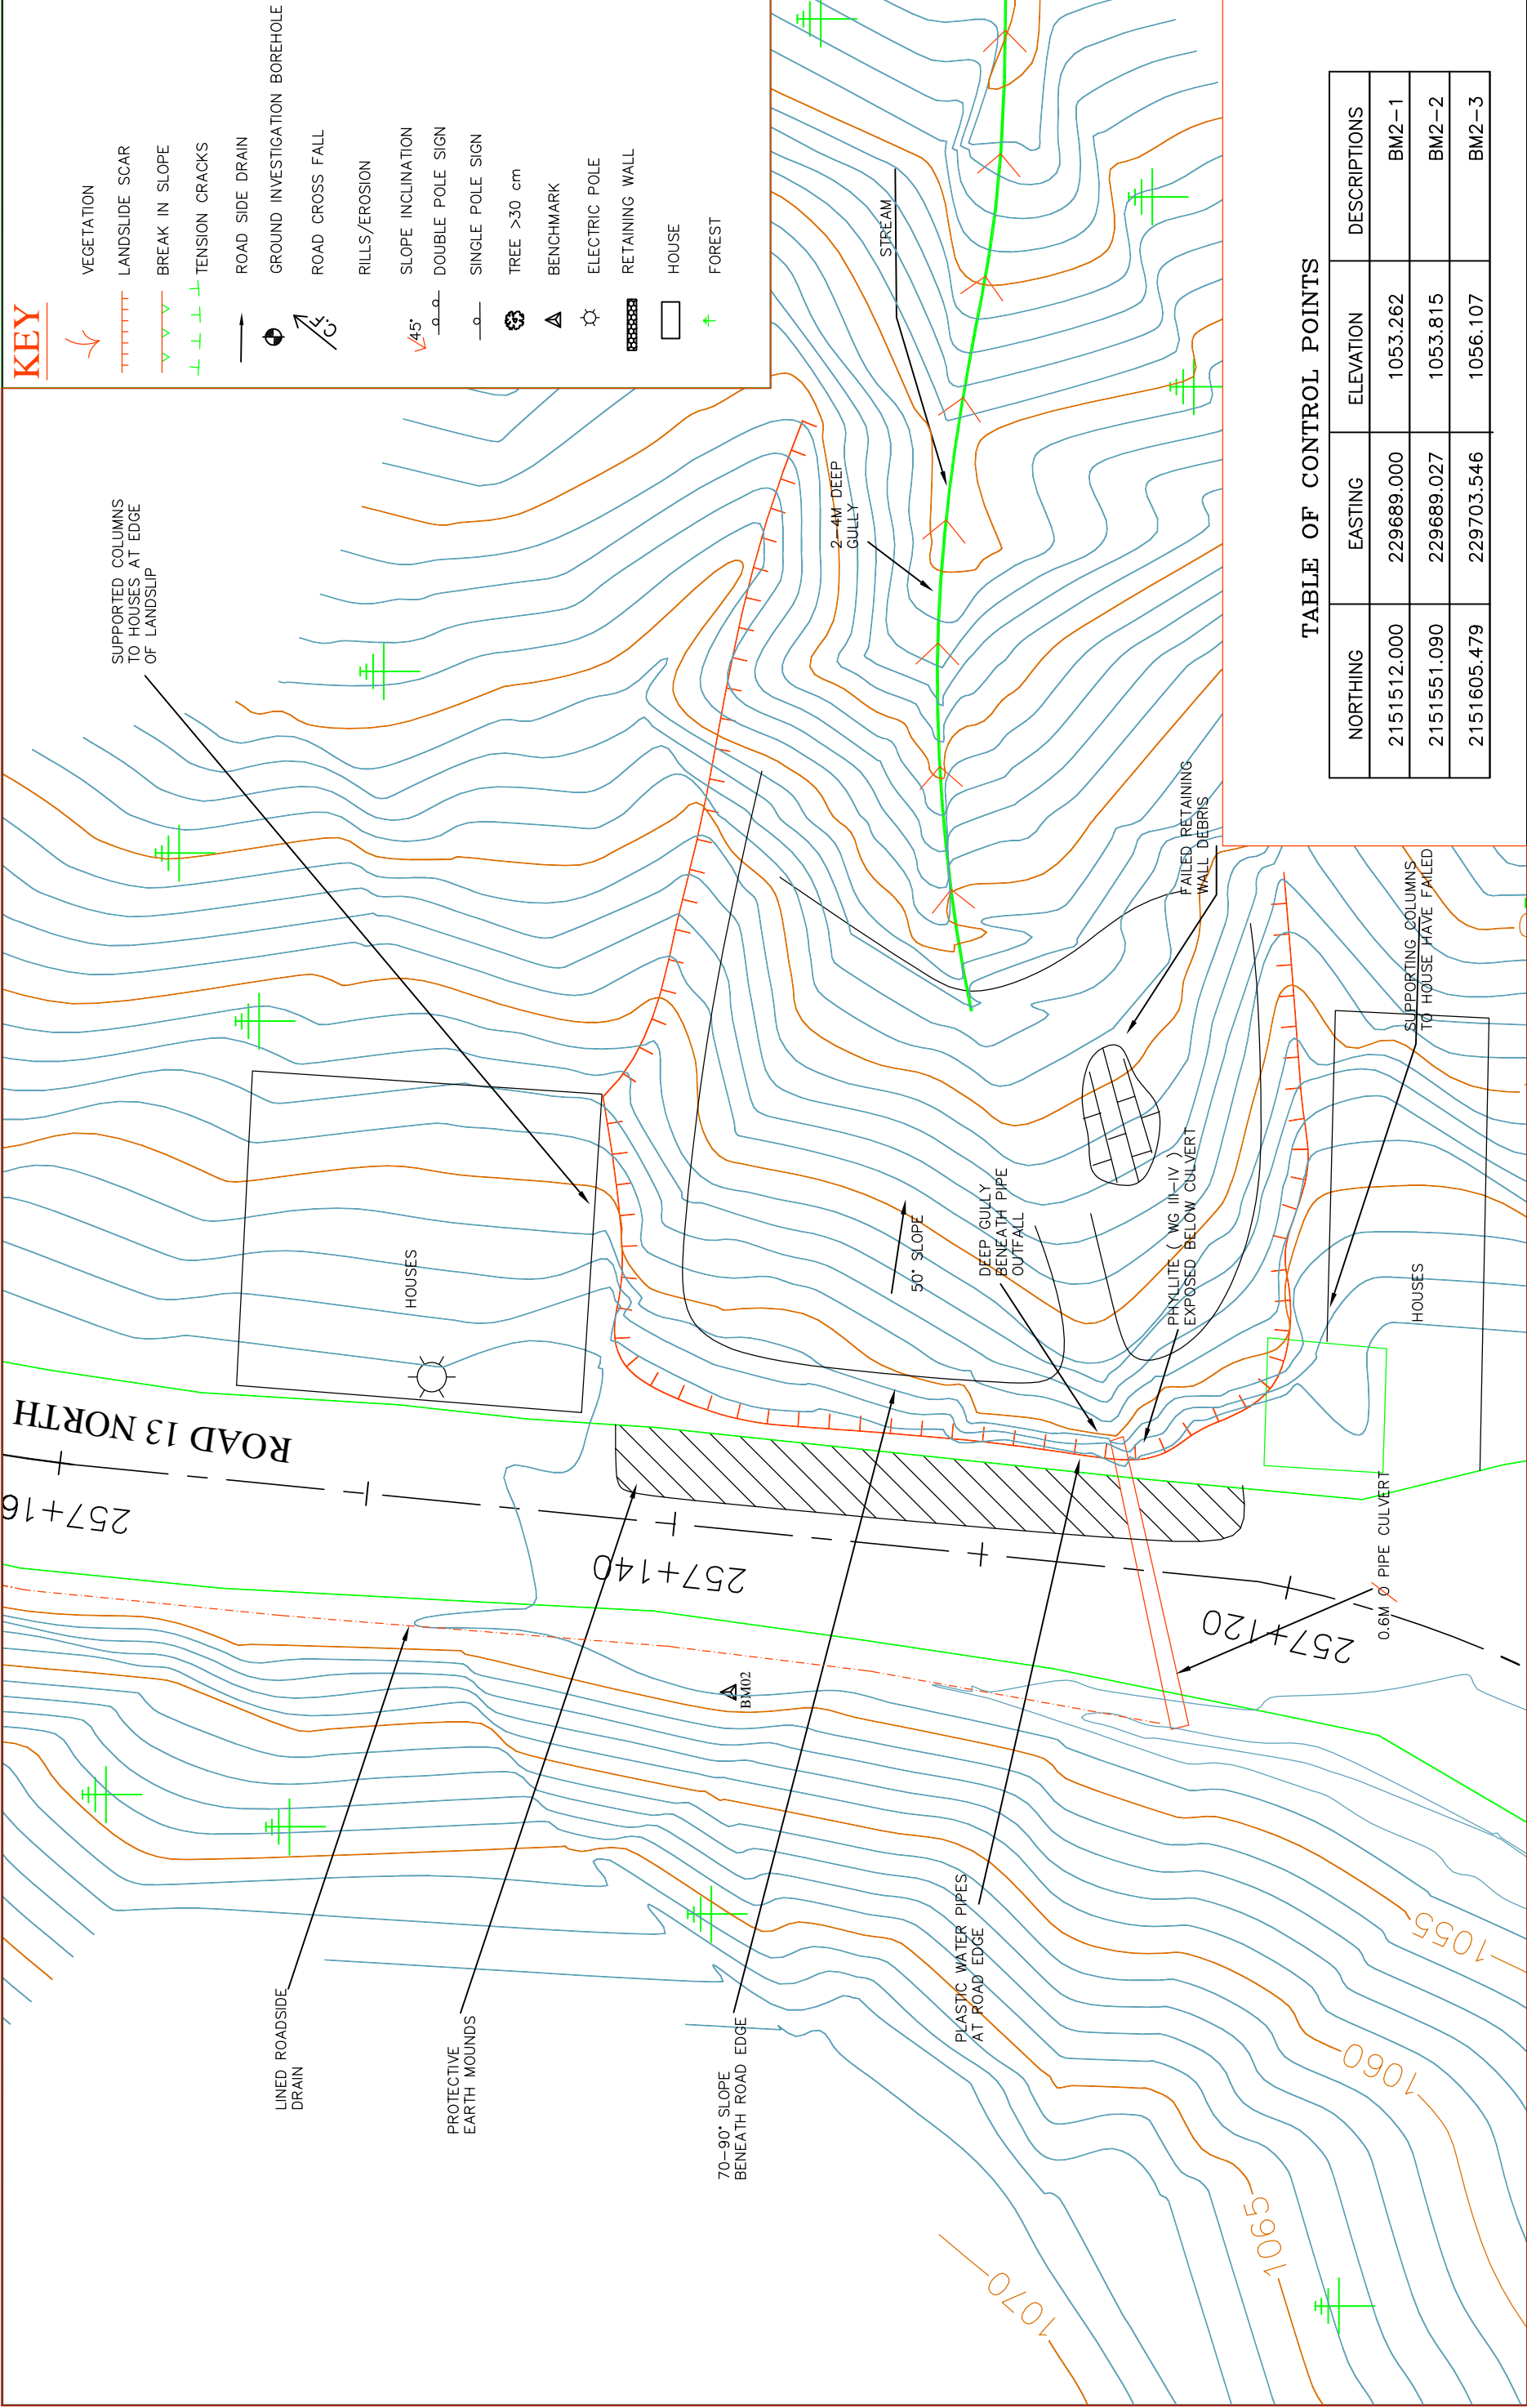 KEY
VEGETATION
LANDSLIDE SCAR
BREAK IN SLOPE
TENSION CRACKS
ROAD SIDE DRAIN
GROUND INVESTIGATION BOREHOLE
C.F.
ROAD CROSS FALL
RILLS/EROSION
45°
SLOPE INCLINATION
DOUBLE POLE SIGN
SINGLE POLE SIGN
TREE >30 cm
BENCHMARK
ELECTRIC POLE
RETAINING WALL
HOUSE
FOREST
SUPPORTED COLUMNS
TO HOUSES AT EDGE
OF LANDSLIP
STREAM
2-4M DEEP
GULLY
FAILED RETAINING
WALL DEBRIS
SUPPORTING COLUMNS
TO HOUSE HAVE FAILED
HOUSES
HOUSES
50° SLOPE
DEEP GULLY
BENEATH PIPE
OUTFALL
PHYLLITE ( WG III-IV )
EXPOSED BELOW CULVERT
ROAD 13 NORTH
257+16
257+140
257+120
0.6M O PIPE CULVERT
BM02
LINED ROADSIDE
DRAIN
PROTECTIVE
EARTH MOUNDS
70-90° SLOPE
BENEATH ROAD EDGE
PLASTIC WATER PIPES
AT ROAD EDGE
1055
1060
1065
1070
TABLE OF CONTROL POINTS
NORTHING EASTING ELEVATION DESCRIPTIONS
2151512.000 229689.000 1053.262 BM2-1
2151551.090 229689.027 1053.815 BM2-2
2151605.479 229703.546 1056.107 BM2-3